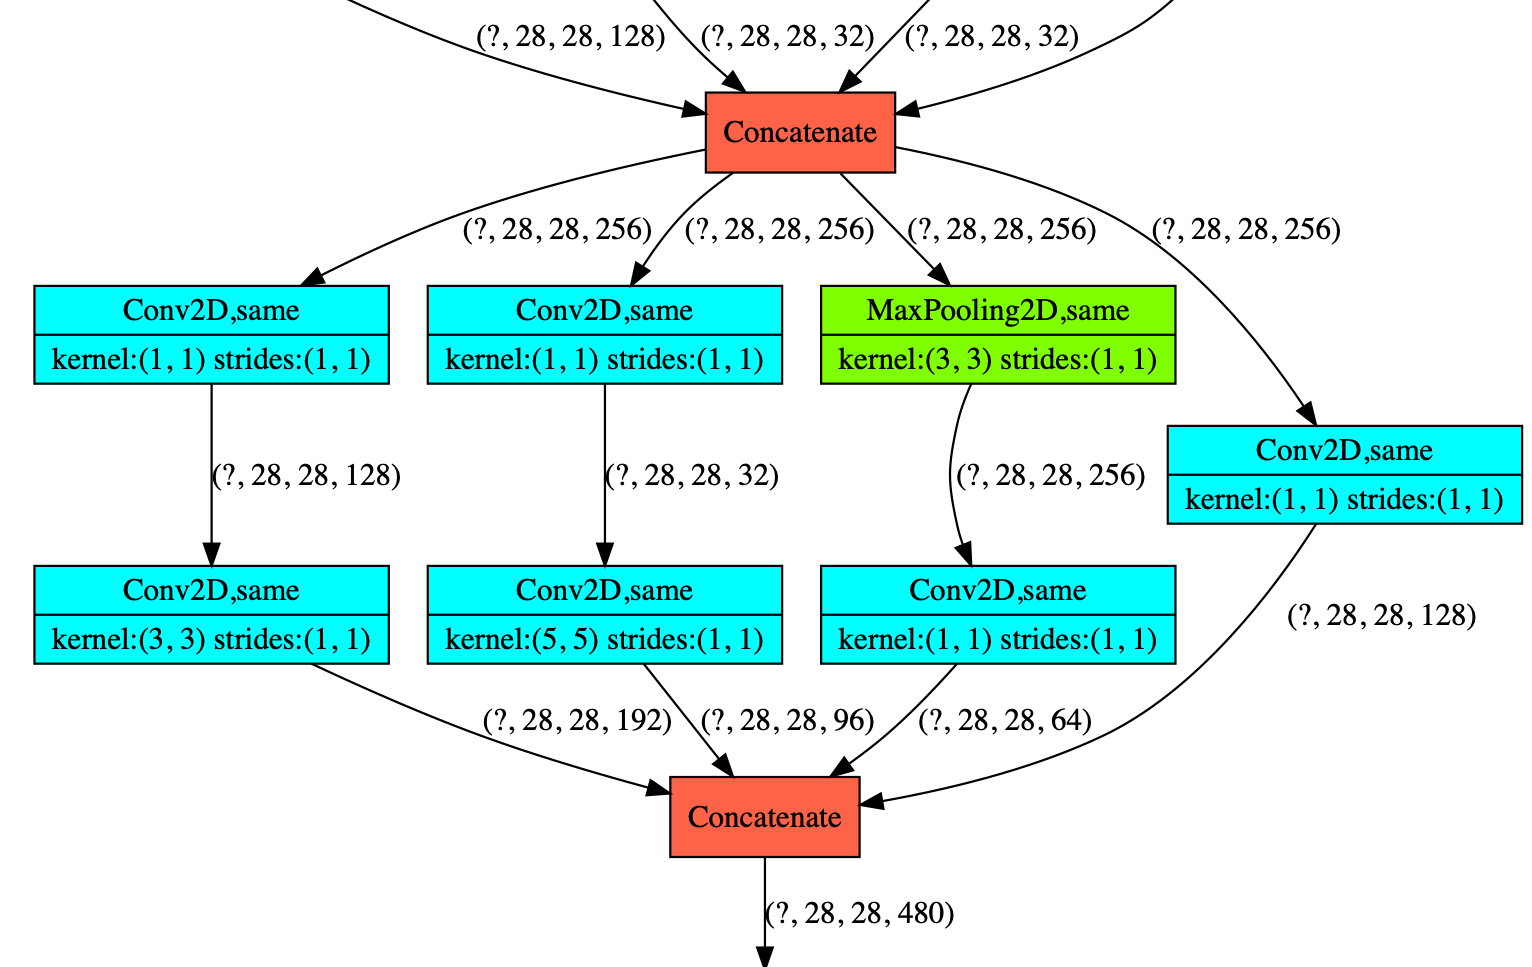 (?, 28, 28, 128)
(?, 28, 28, 32)
(?, 28, 28, 32)
Concatenate
(?, 28, 28, 256)
(?, 28, 28, 256)
(?, 28, 28, 256)
(?, 28, 28, 256)
Conv2D,same
kernel:(1, 1) strides:(1, 1)
Conv2D,same
kernel:(1, 1) strides:(1, 1)
MaxPooling2D,same
kernel:(3, 3) strides:(1, 1)
Conv2D,same
kernel:(1, 1) strides:(1, 1)
(?, 28, 28, 128)
(?, 28, 28, 32)
(?, 28, 28, 256)
Conv2D,same
kernel:(3, 3) strides:(1, 1)
Conv2D,same
kernel:(5, 5) strides:(1, 1)
Conv2D,same
kernel:(1, 1) strides:(1, 1)
(?, 28, 28, 128)
(?, 28, 28, 192)
(?, 28, 28, 96)
(?, 28, 28, 64)
Concatenate
(?, 28, 28, 480)